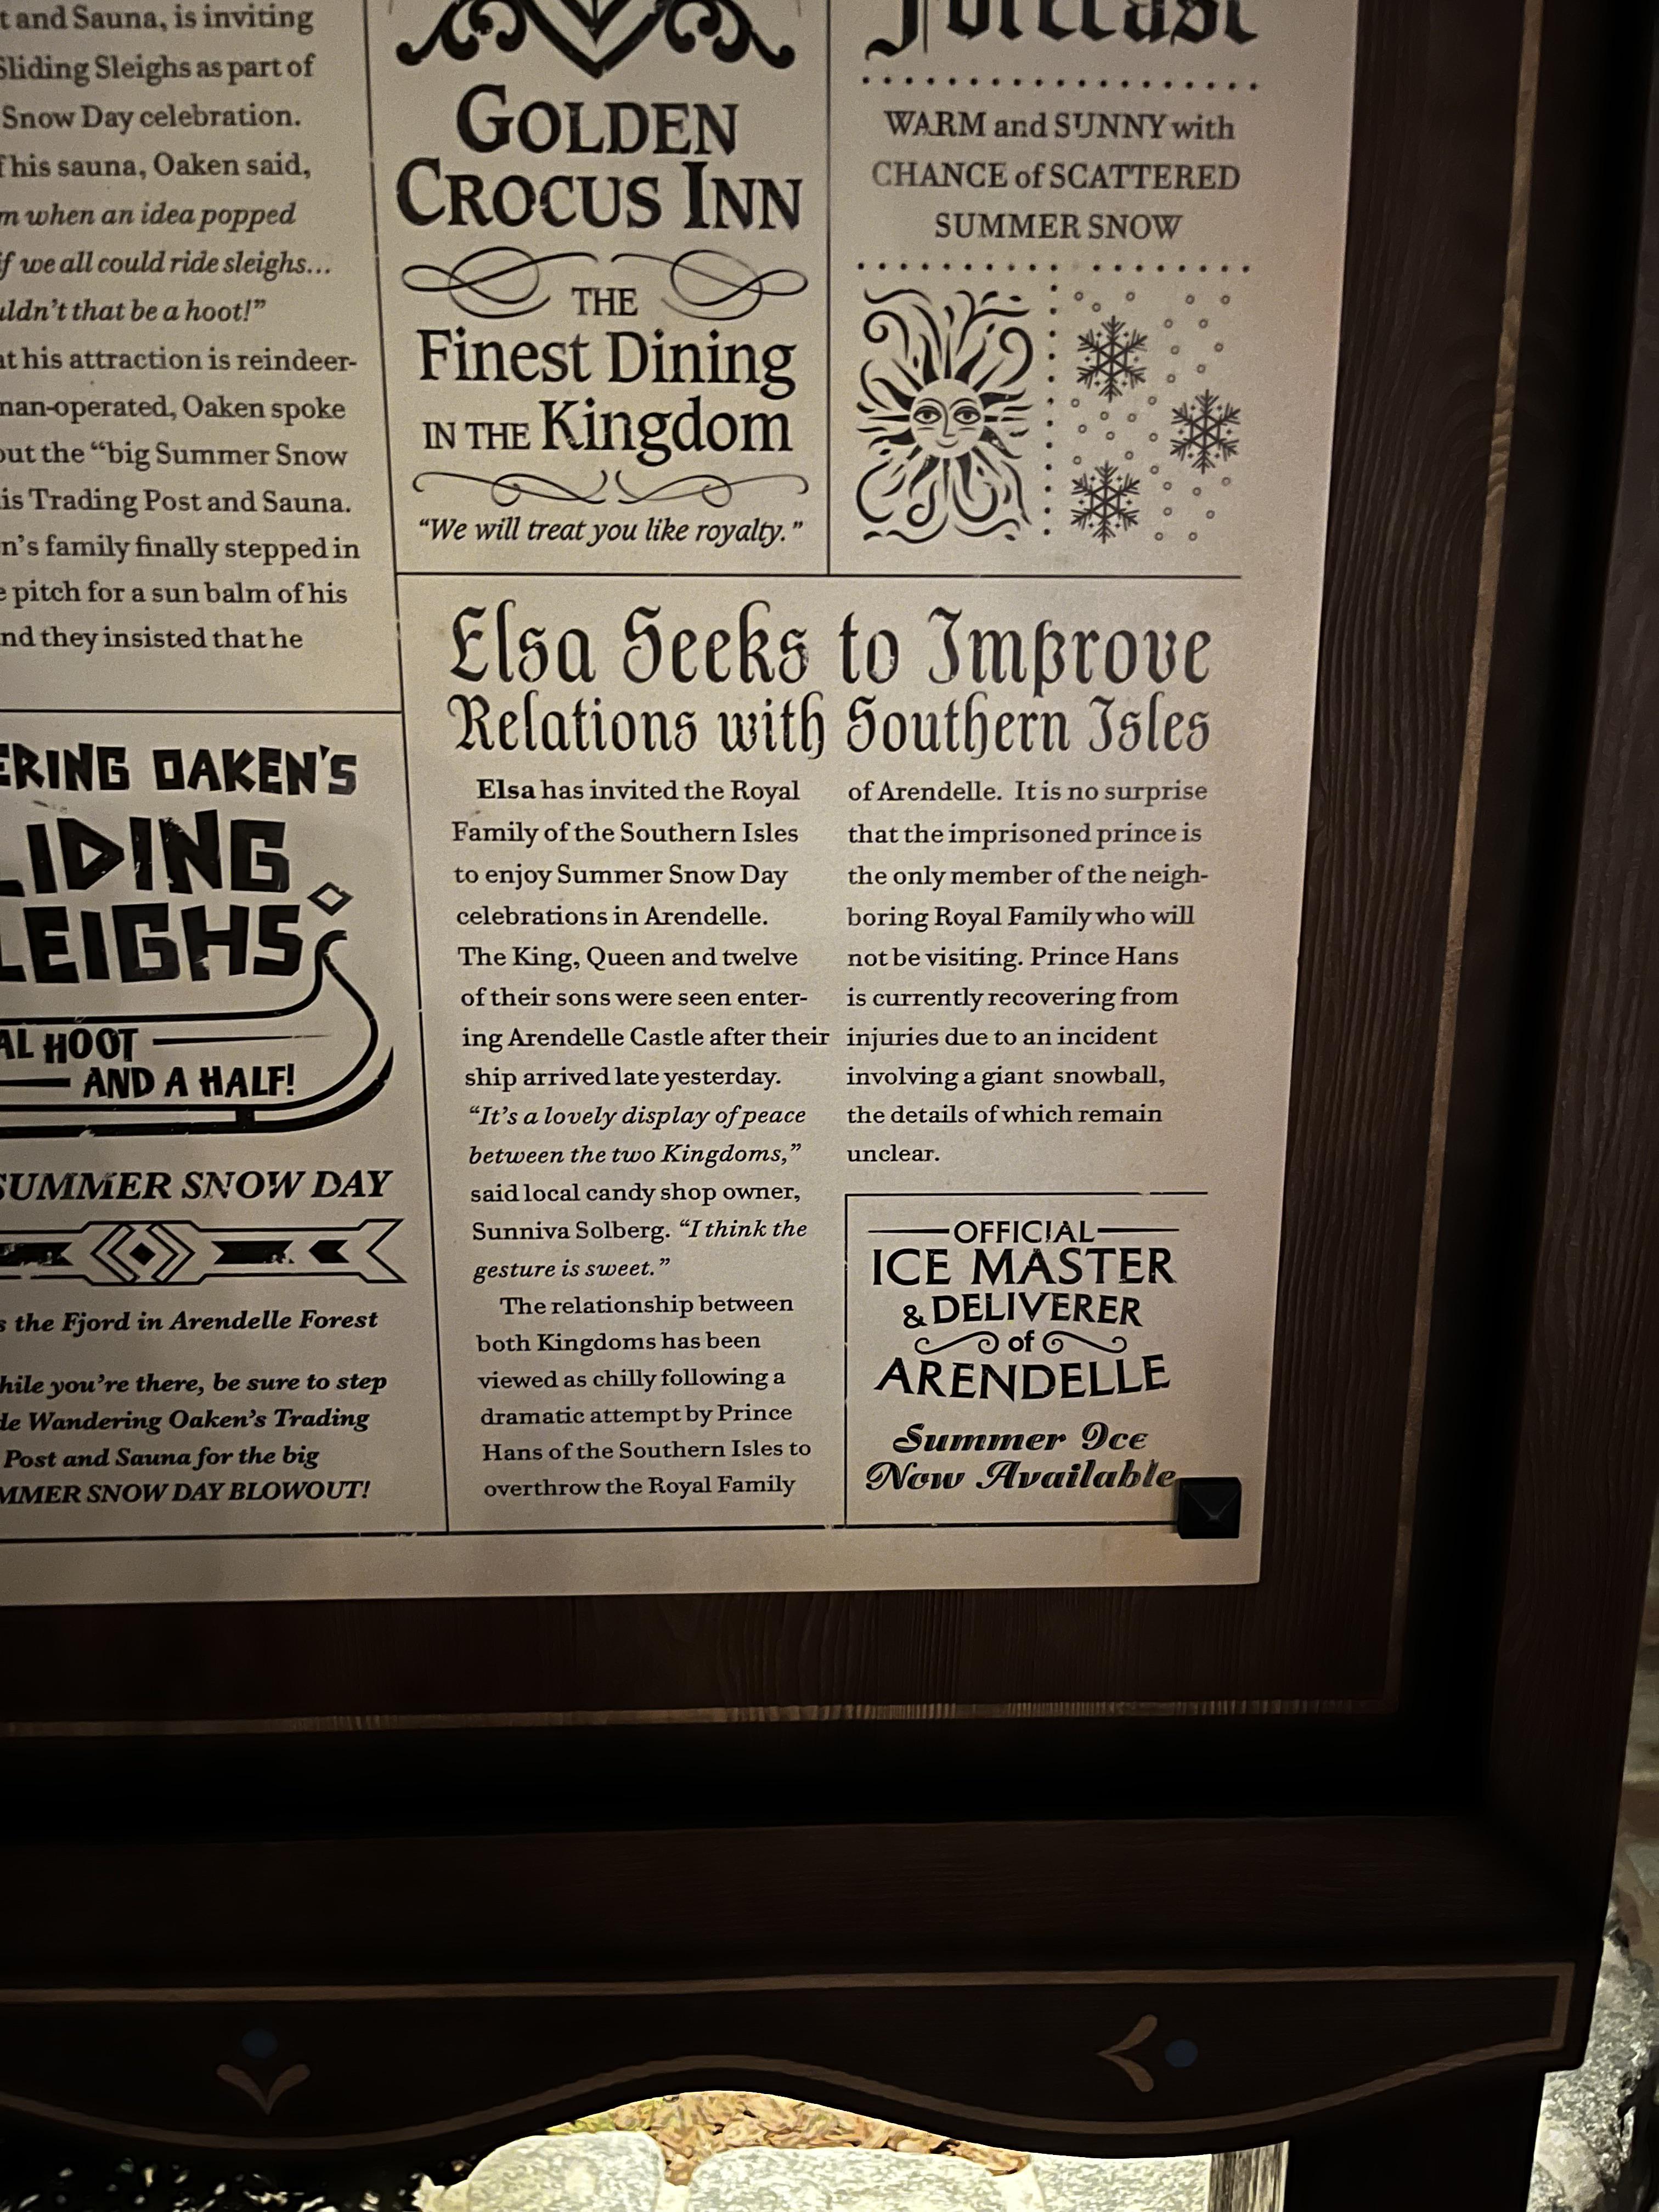 t and Sauna, is inviting
Sliding Sleighs as part of
Snow Day celebration.
f his sauna, Oaken said,
m when an idea popped
if we all could ride sleighs...
uldn't that be a hoot!"
at his attraction is reindeer-
man-operated, Oaken spoke
out the "big Summer Snow
is Trading Post and Sauna.
n's family finally stepped in
e pitch for a sun balm of his
nd they insisted that he
ERING OAKEN'S
LIDING
LEIGHS
AL HOOT
AND A HALF!
SUMMER SNOW DAY
s the Fjord in Arendelle Forest
hile you're there, be sure to step
de Wandering Oaken's Trading
Post and Sauna for the big
MMER SNOW DAY BLOWOUT!
GOLDEN
CROCUS INN
THE
Finest Dining
IN THE Kingdom
"We will treat you like royalty."
Forecast
WARM and SUNNY with
CHANCE of SCATTERED
SUMMER SNOW
Elsa Seeks to Improve
Relations with Southern Isles
Elsa has invited the Royal
Family of the Southern Isles
to enjoy Summer Snow Day
celebrations in Arendelle.
The King, Queen and twelve
of their sons were seen enter-
ing Arendelle Castle after their
ship arrived late yesterday.
"It's a lovely display of peace
between the two Kingdoms,"
said local candy shop owner,
Sunniva Solberg. "I think the
gesture is sweet."
The relationship between
both Kingdoms has been
viewed as chilly following a
dramatic attempt by Prince
Hans of the Southern Isles to
overthrow the Royal Family
of Arendelle. It is no surprise
that the imprisoned prince is
the only member of the neigh-
boring Royal Family who will
not be visiting. Prince Hans
is currently recovering from
injuries due to an incident
involving a giant snowball,
the details of which remain
unclear.
OFFICIAL
ICE MASTER
& DELIVERER
of
ARENDELLE
Summer Ice
Now Available